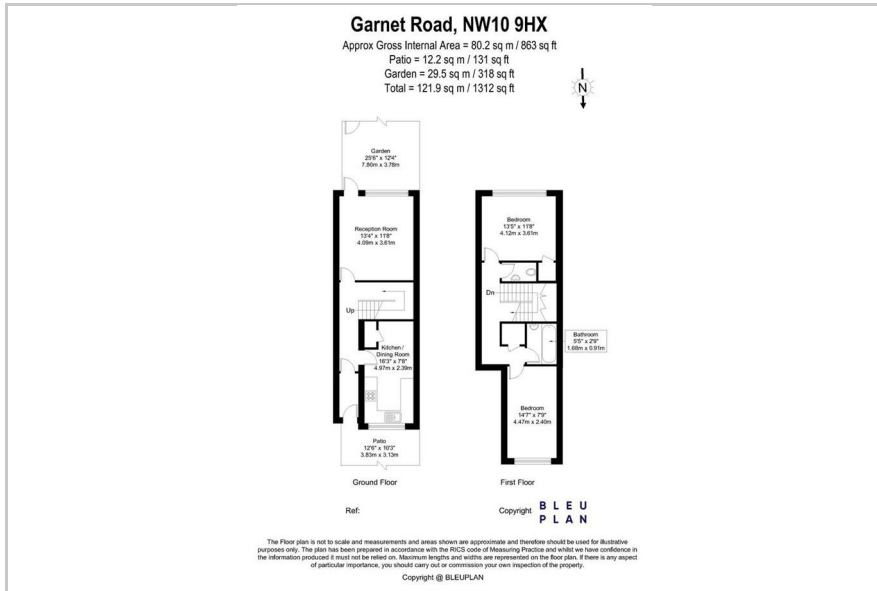 Garnet Road, NW10 9HX
Approx Gross Internal Area = 80.2 sq m / 863 sq ft
Patio = 12.2 sq m / 131 sq ft
Garden = 29.5 sq m / 318 sq ft
Total = 121.9 sq m / 1312 sq ft
N
Garden
25'6" x 12'4"
7.80m x 3.78m
Reception Room
13'4" x 11'8"
4.09m x 3.61m
Up
Kitchen /
Dining Room
16'3" x 7'8"
4.97m x 2.39m
Patio
12'6" x 10'3"
3.83m x 3.13m
Ground Floor
Bedroom
13'5" x 11'8"
4.12m x 3.61m
Dn
Bathroom
5'5" x 2'9"
1.68m x 0.91m
Bedroom
14'7" x 7'9"
4.47m x 2.40m
First Floor
Ref:
Copyright
BLEU
PLAN
The Floor plan is not to scale and measurements and areas shown are approximate and therefore should be used for illustrative
purposes only. The plan has been prepared in accordance with the RICS code of Measuring Practice and whilst we have confidence in
the information produced it must not be relied on. Maximum lengths and widths are represented on the floor plan. If there is any aspect
of particular importance, you should carry out or commission your own inspection of the property.
Copyright @ BLEUPLAN